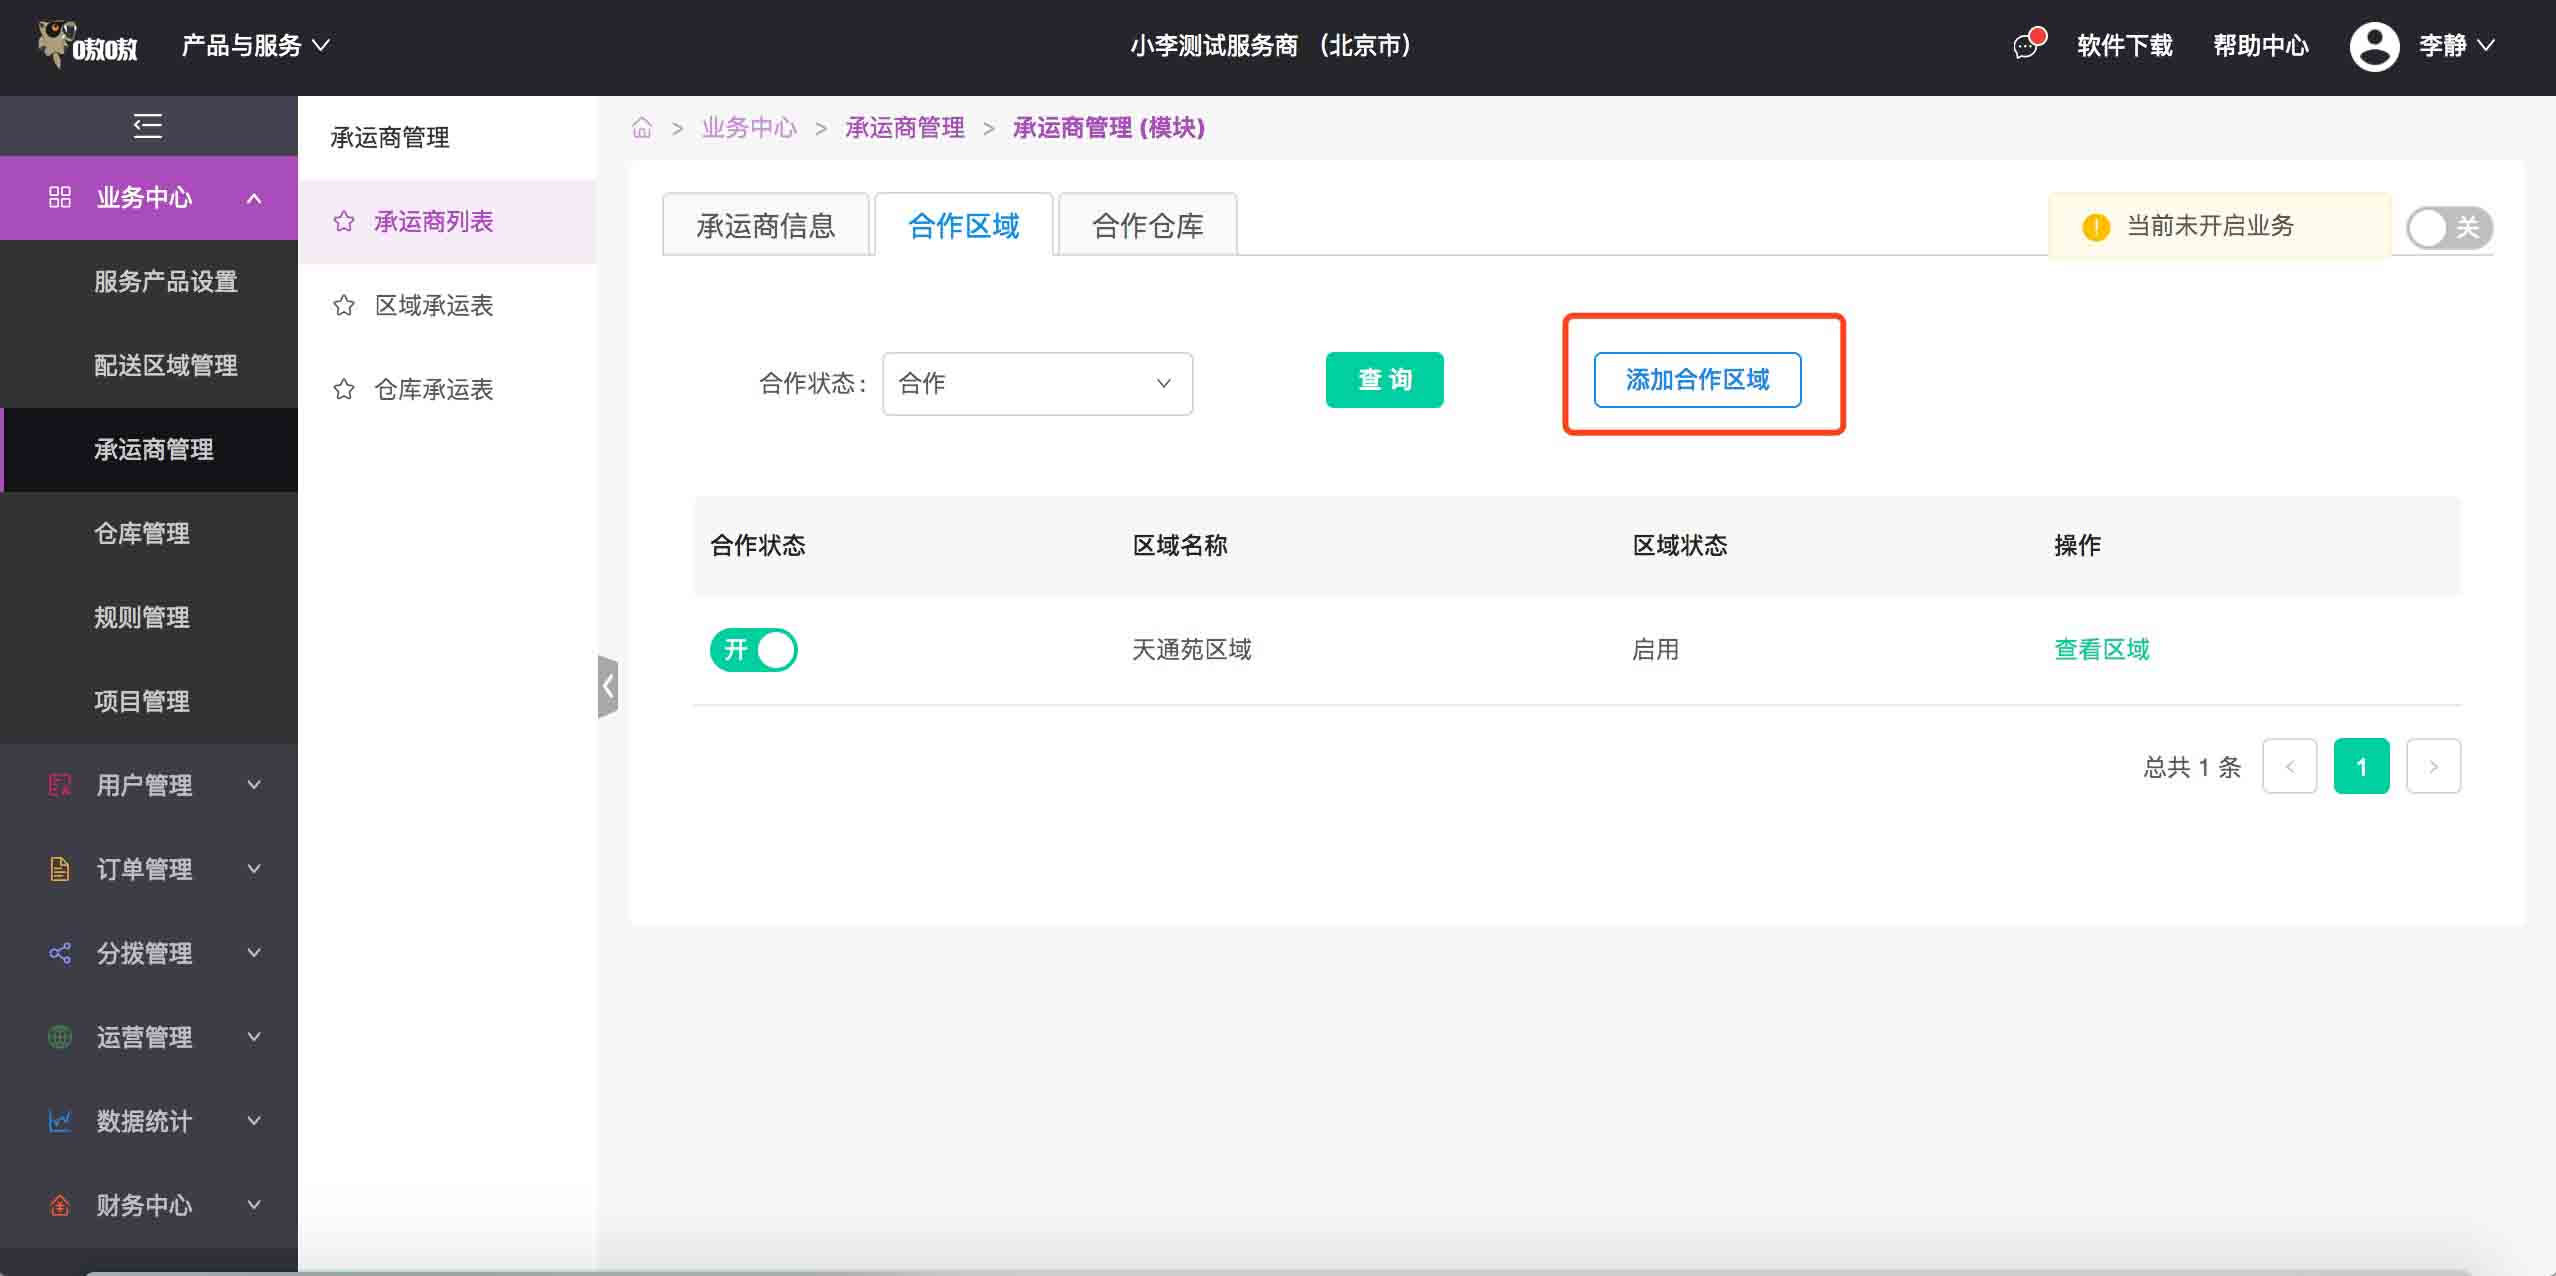 嗷嗷
产品与服务
小李测试服务商 （北京市）
软件下载
帮助中心
李静
业务中心
服务产品设置
配送区域管理
承运商管理
仓库管理
规则管理
项目管理
用户管理
订单管理
分拨管理
运营管理
数据统计
财务中心
承运商管理
承运商列表
区域承运表
仓库承运表
> 业务中心 > 承运商管理 > 承运商管理 (模块)
承运商信息
合作区域
合作仓库
当前未开启业务
关
合作状态:
合作
查 询
添加合作区域
合作状态 区域名称 区域状态 操作
开 天通苑区域 启用 查看区域
总共 1 条 < 1 >